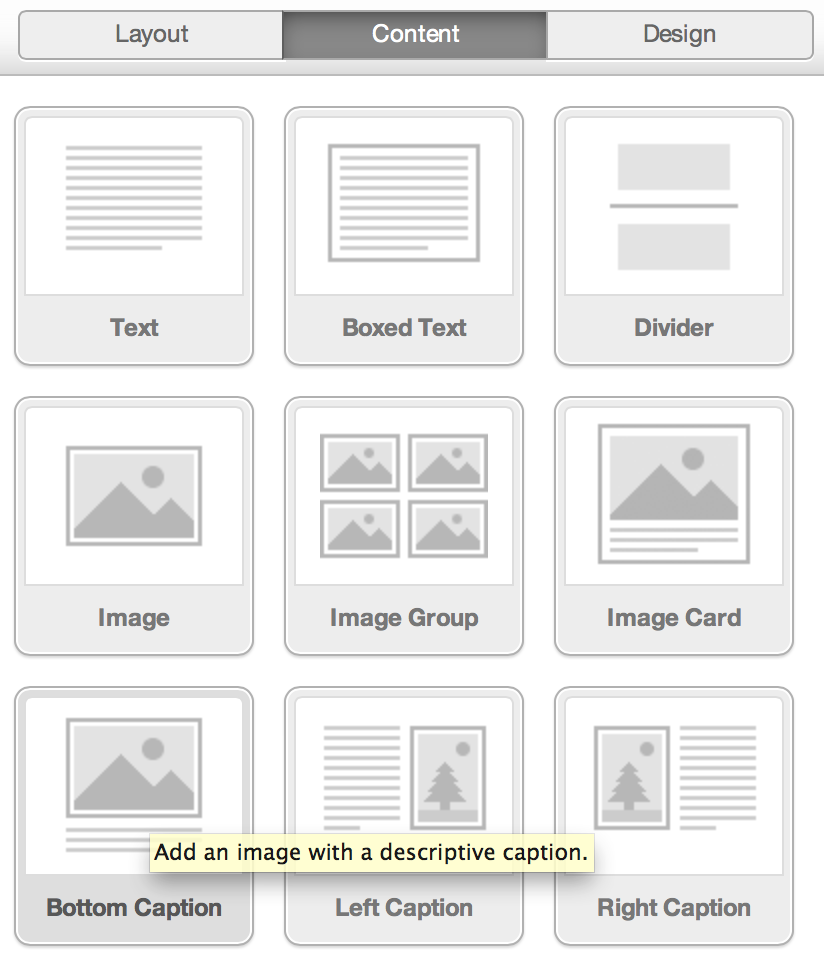 Layout Content Design
Text Boxed Text Divider
Image Image Group Image Card
Add an image with a descriptive caption.
Bottom Caption Left Caption Right Caption